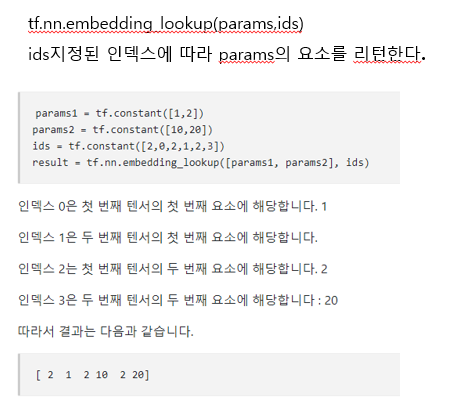 tf.nn.embedding_lookup(params,ids)
ids지정된 인덱스에 따라 params의 요소를 리턴한다.
params1 = tf.constant([1,2])
params2 = tf.constant([10,20])
ids = tf.constant([2,0,2,1,2,3])
result = tf.nn.embedding_lookup([params1, params2], ids)
인덱스 0은 첫 번째 텐서의 첫 번째 요소에 해당합니다. 1
인덱스 1은 두 번째 텐서의 첫 번째 요소에 해당합니다.
인덱스 2는 첫 번째 텐서의 두 번째 요소에 해당합니다. 2
인덱스 3은 두 번째 텐서의 두 번째 요소에 해당합니다 : 20
따라서 결과는 다음과 같습니다.
[ 2 1 2 10 2 20]